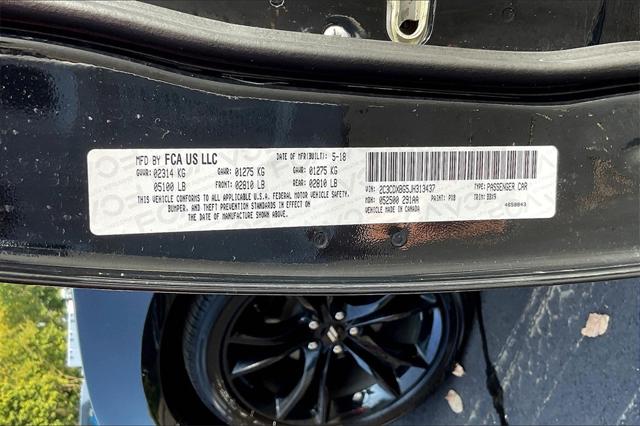 MFD BY FCA US LLC DATE OF MFR(BUILT): 5-18
GVWR: 02314 KG GAWR: 01275 KG GAWR: 01275 KG
05100 LB FRONT: 02810 LB REAR: 02810 LB
THIS VEHICLE CONFORMS TO ALL APPLICABLE U.S.A. FEDERAL MOTOR VEHICLE SAFETY,
BUMPER, AND THEFT PREVENTION STANDARDS IN EFFECT ON
THE DATE OF MANUFACTURE SHOWN ABOVE.
VIN: 2C3CDXBG5JH313437 TYPE: PASSENGER CAR
MDH: 052500 291AA PAINT: TRIM: BBX9
VEHICLE MADE IN CANADA 4658843